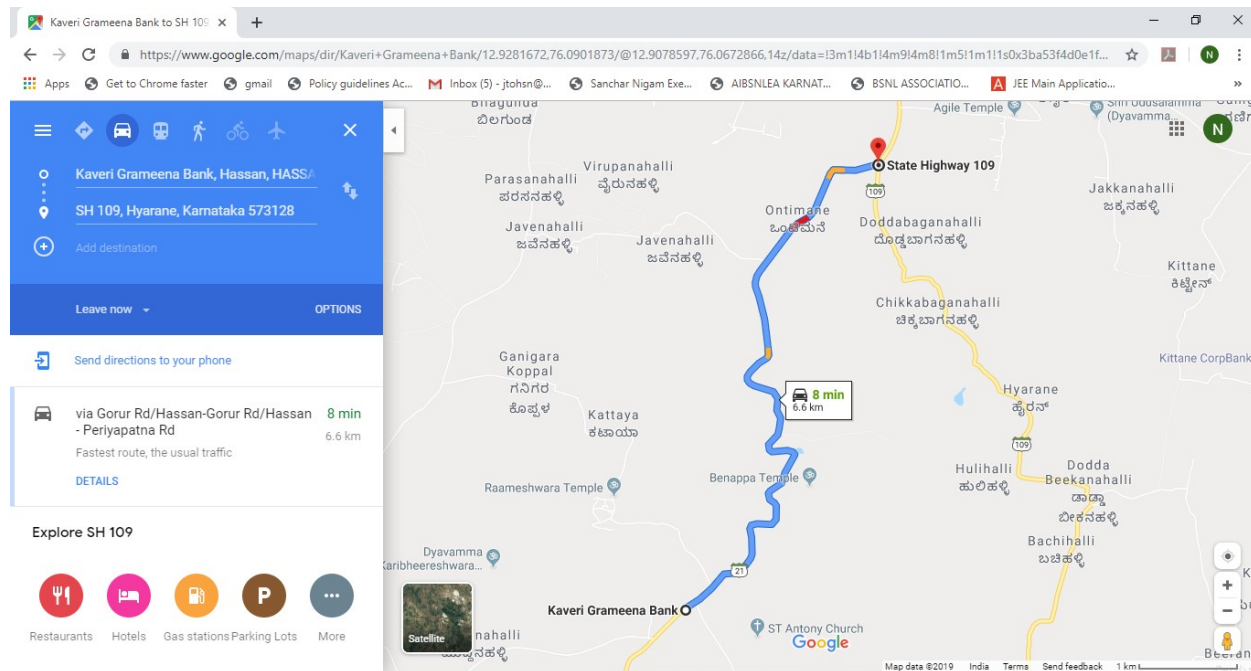 Kaveri Grameena Bank to SH 109
https://www.google.com/maps/dir/Kaveri+Grameena+Bank/12.9281672,76.0901873/@12.9078597,76.0672866,14z/data=!3m1!4b1!4m9!4m8!1m5!1m1!1s0x3ba53f4d0e1f...
N
Apps
Get to Chrome faster
gmail
Policy guidelines Ac...
Inbox (5) - jtohsn@...
Sanchar Nigam Exe...
AIBSNLEA KARNAT...
BSNL ASSOCIATIO...
JEE Main Applicatio...
Kaveri Grameena Bank, Hassan, HASSA
SH 109, Hyarane, Karnataka 573128
Add destination
Leave now
OPTIONS
Send directions to your phone
via Gorur Rd/Hassan-Gorur Rd/Hassan
- Periyapatna Rd
8 min
6.6 km
Fastest route, the usual traffic
DETAILS
Explore SH 109
Restaurants
Hotels
Gas stations
Parking Lots
More
Bilagunda
ಬಿಲಗುಂಡ
Agile Temple
(Dyavamma...
N
Virupanahalli
ವೈರುನಹಳ್ಳಿ
Parasanahalli
ಪರಸನಹಳ್ಳಿ
State Highway 109
109
Jakkanahalli
ಜಕ್ಕನಹಳ್ಳಿ
Ontimane
ಒಂಟಿಮನೆ
Doddabaganahalli
ದೊಡ್ಡಬಾಗನಹಳ್ಳಿ
Javenahalli
ಜವೆನಹಳ್ಳಿ
Javenahalli
ಜವೆನಹಳ್ಳಿ
Kittane
ಕಿಟ್ಟೇನ್
Chikkabaganahalli
ಚಿಕ್ಕಬಾಗನಹಳ್ಳಿ
Ganigara
Koppal
ಗನಿಗರ
ಕೊಪ್ಪಳ
Kittane CorpBank
8 min
6.6 km
Hyarane
ಹೈರನ್
Kattaya
ಕಟಾಯಾ
109
Hulihalli
ಹುಲಿಹಳ್ಳಿ
Dodda
Beekanahalli
ಡಾಡ್ಡಾ
ಬೀಕನಹಳ್ಳಿ
Benappa Temple
Raameshwara Temple
Bachihalli
ಬಚಿಹಳ್ಳಿ
Dyavamma
Karibheereshwara...
21
Kaveri Grameena Bank
Satellite
nahalli
ST Antony Church
Google
Map data ©2019
India
Terms
Send feedback
1 km